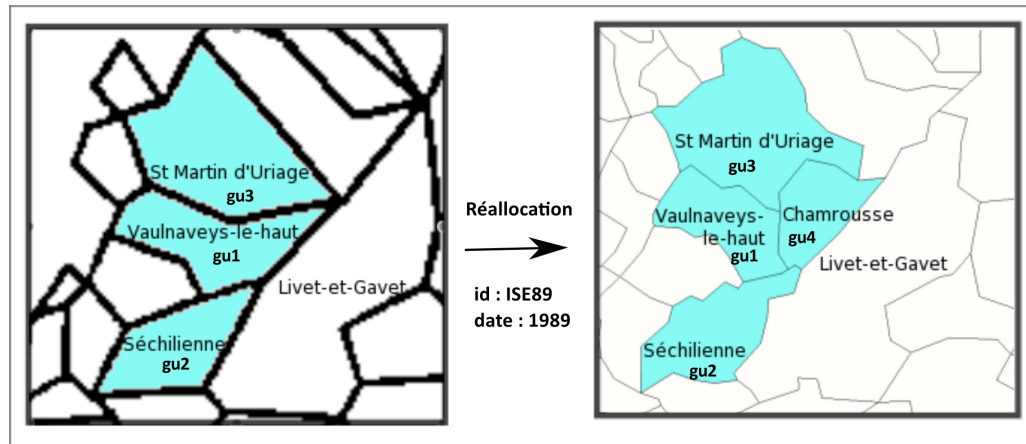 St Martin d'Uriage
gu3
Vaulnaveys-le-haut
gu1
Livet-et-Gavet
Séchilienne
gu2
Réallocation
id : ISE89
date : 1989
St Martin d'Uriage
gu3
Vaulnaveys-
le-haut
gu1
Chamrousse
gu4
Livet-et-Gavet
Séchilienne
gu2